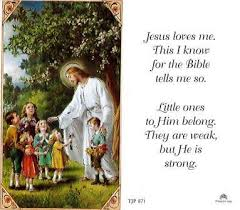 Jesus loves me.
This I know
for the Bible
tells me so.
Little ones
to Him belong.
They are weak,
but He is
strong.
TJP 871